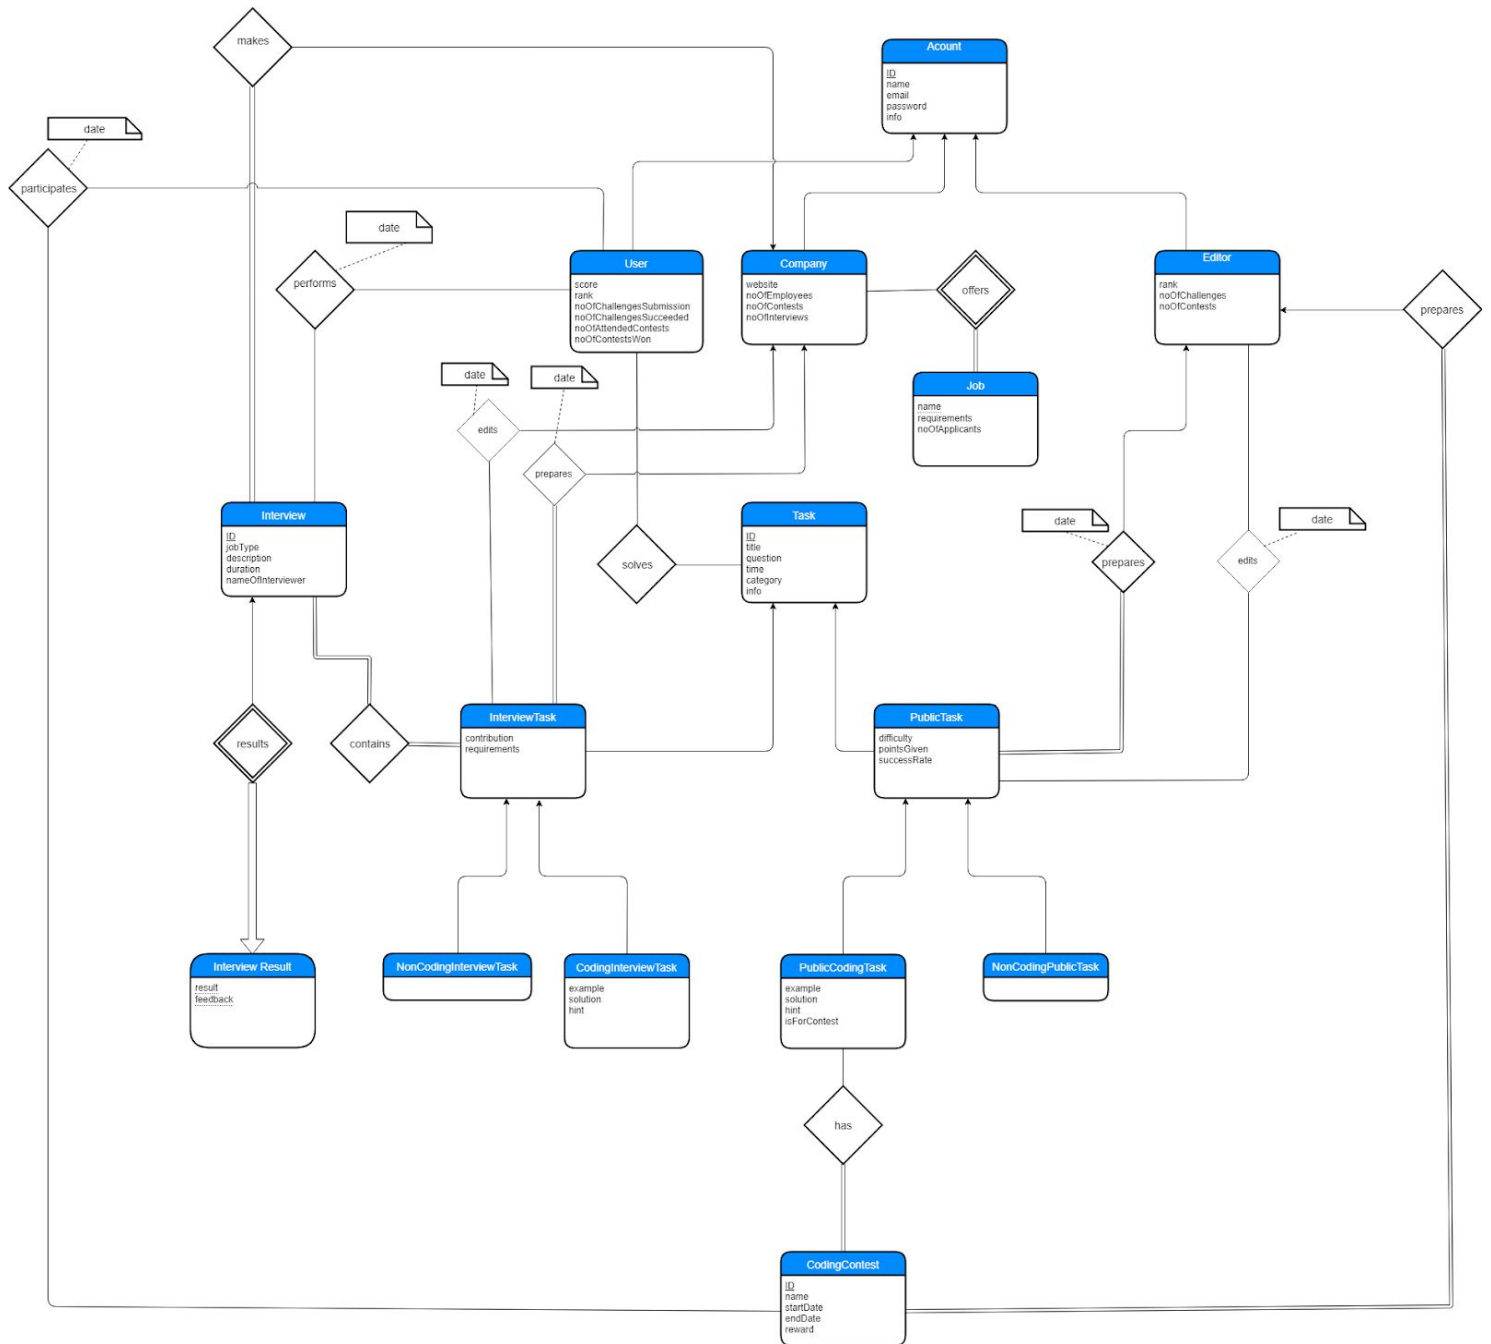 makes
Acount
ID
name
email
password
info
date
participates
date
performs
User
score
rank
noOfChallengesSubmission
noOfChallengesSucceeded
noOfAttendedContests
noOfContestsWon
Company
website
noOfEmployees
noOfContests
noOfInterviews
offers
Editor
rank
noOfChallenges
noOfContests
prepares
date
date
edits
prepares
Job
name
requirements
noOfApplicants
Interview
ID
jobType
description
duration
nameOfInterviewer
solves
Task
ID
title
question
time
category
info
date
prepares
date
edits
results
contains
InterviewTask
contribution
requirements
PublicTask
difficulty
pointsGiven
successRate
Interview Result
result
feedback
NonCodingInterviewTask
CodingInterviewTask
example
solution
hint
PublicCodingTask
example
solution
hint
isForContest
NonCodingPublicTask
has
CodingContest
ID
name
startDate
endDate
reward